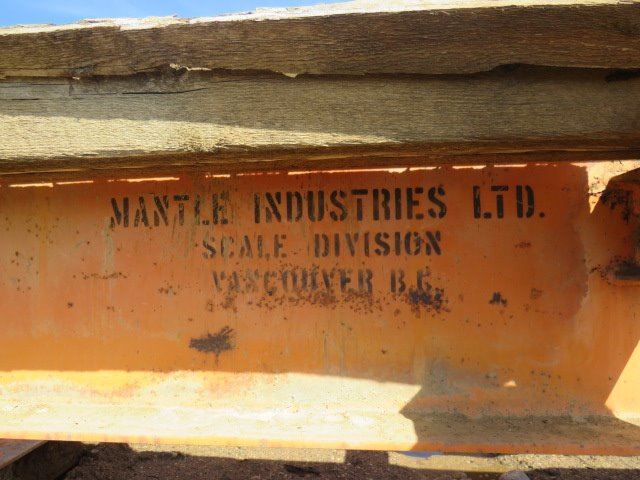 MANTLE INDUSTRIES LTD.
SCALE DIVISION
VANCOUVER B.C.